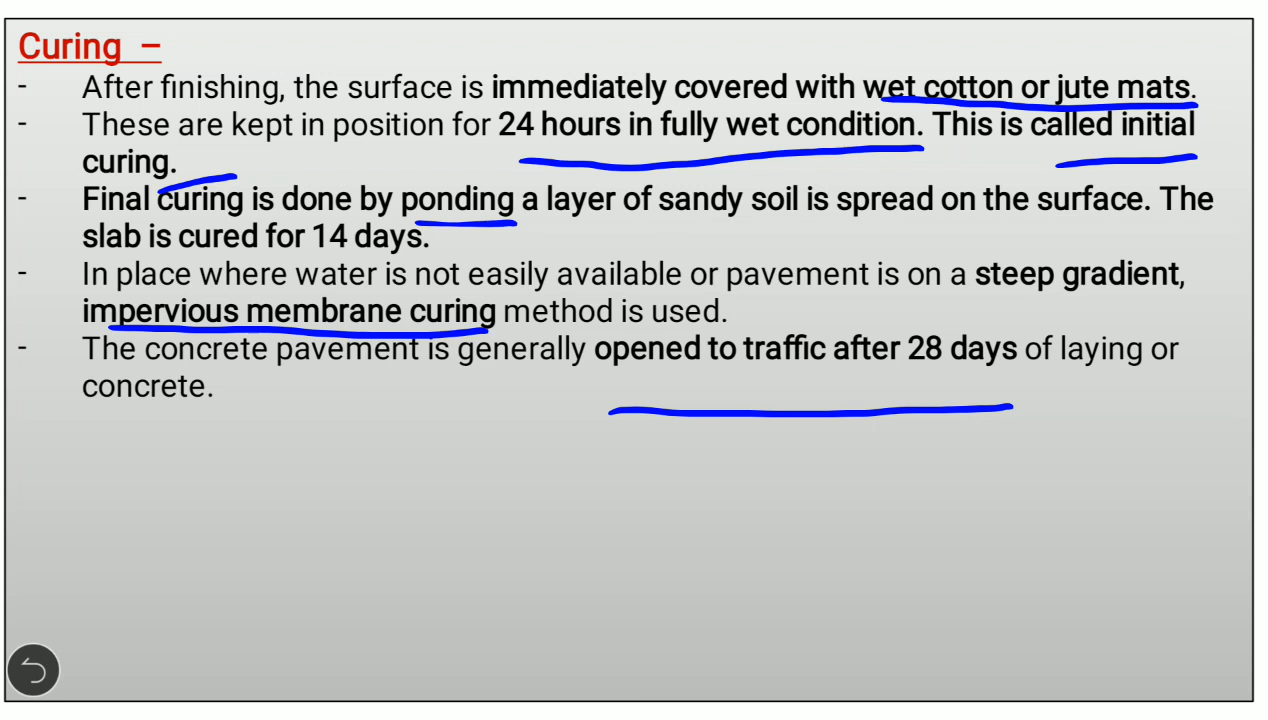 Curing –
- After finishing, the surface is immediately covered with wet cotton or jute mats.
- These are kept in position for 24 hours in fully wet condition. This is called initial
curing.
- Final curing is done by ponding a layer of sandy soil is spread on the surface. The
slab is cured for 14 days.
- In place where water is not easily available or pavement is on a steep gradient,
impervious membrane curing method is used.
- The concrete pavement is generally opened to traffic after 28 days of laying or
concrete.